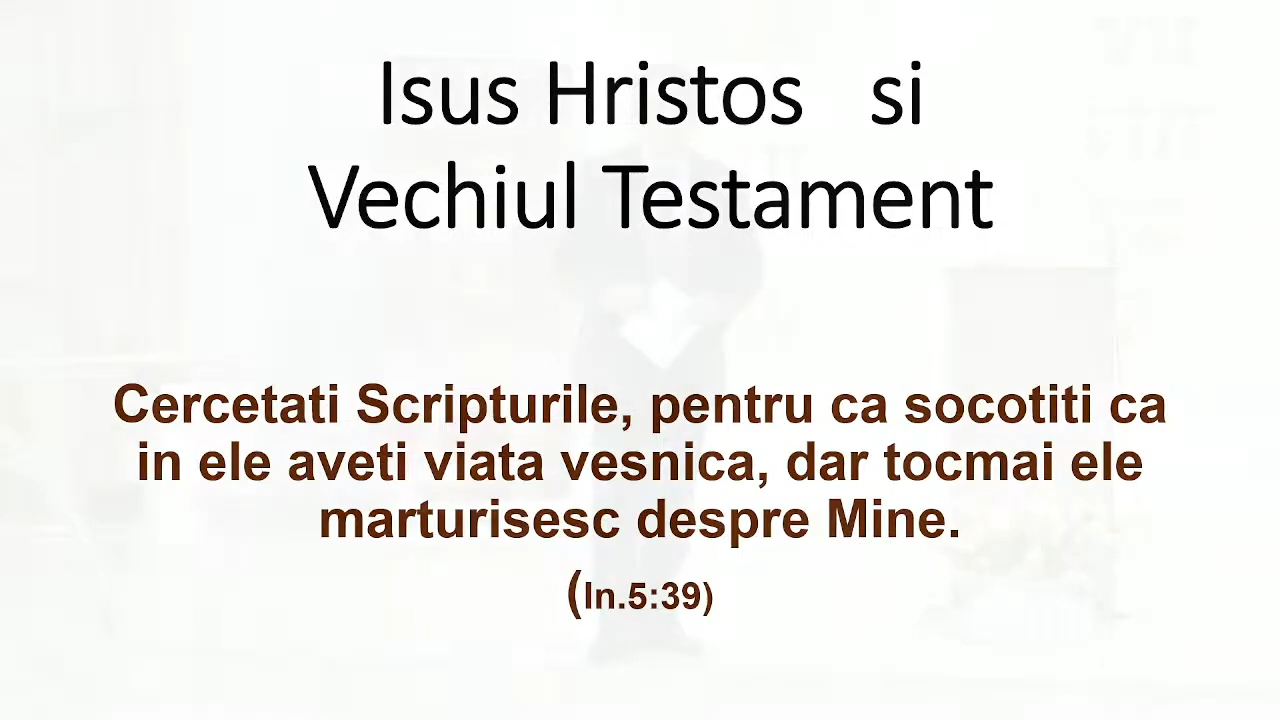 Isus Hristos si
Vechiul Testament
Cercetati Scripturile, pentru ca socotiti ca
in ele aveti viata vesnica, dar tocmai ele
marturisesc despre Mine.
(In.5:39)